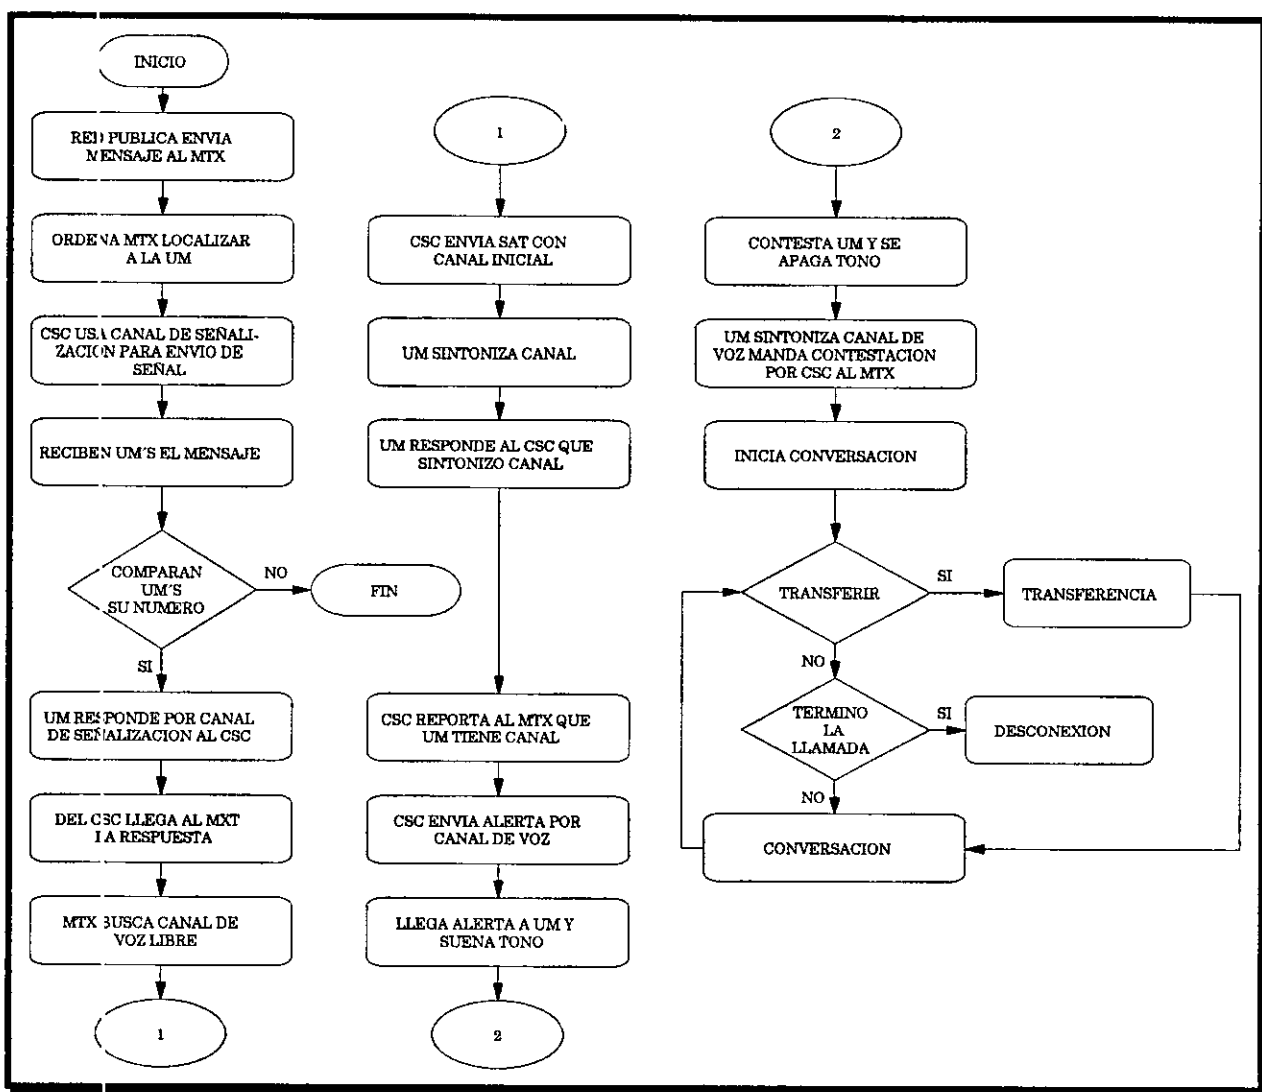 INICIO
RED PUBLICA ENVIA
MENSAJE AL MTX
ORDENA MTX LOCALIZAR
A LA UM
CSC USA CANAL DE SEÑALI-
ZACION PARA ENVIO DE
SEÑAL
RECIBEN UM'S EL MENSAJE
COMPARAN
UM'S
SU NUMERO
NO
FIN
SI
UM RESPONDE POR CANAL
DE SEÑALIZACION AL CSC
DEL CSC LLEGA AL MXT
LA RESPUESTA
MTX BUSCA CANAL DE
VOZ LIBRE
1
1
CSC ENVIA SAT CON
CANAL INICIAL
UM SINTONIZA CANAL
UM RESPONDE AL CSC QUE
SINTONIZO CANAL
CSC REPORTA AL MTX QUE
UM TIENE CANAL
CSC ENVIA ALERTA POR
CANAL DE VOZ
LLEGA ALERTA A UM Y
SUENA TONO
2
2
CONTESTA UM Y SE
APAGA TONO
UM SINTONIZA CANAL DE
VOZ MANDA CONTESTACION
POR CSC AL MTX
INICIA CONVERSACION
TRANSFERIR
SI
TRANSFERENCIA
NO
TERMINO
LA
LLAMADA
SI
DESCONEXION
NO
CONVERSACION